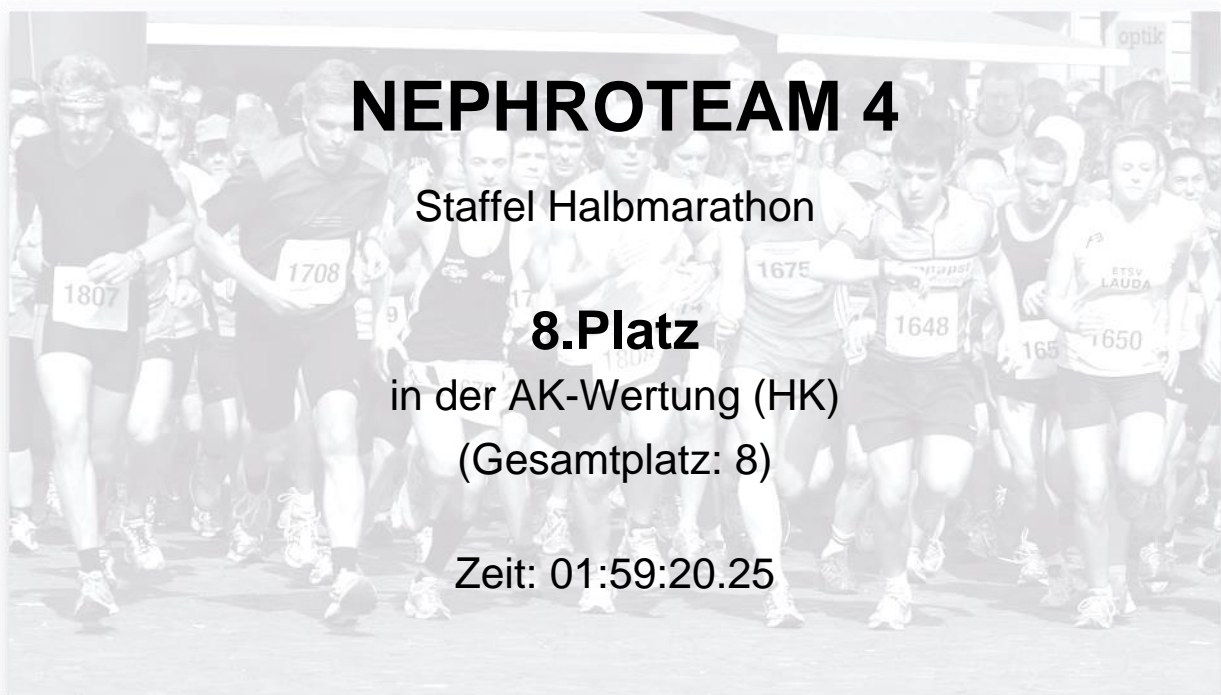 optik
NEPHROTEAM 4
Staffel Halbmarathon
8.Platz
in der AK-Wertung (HK)
(Gesamtplatz: 8)
Zeit: 01:59:20.25
1807
1708
1675
1648
165
1650
ETSV
LAUDA